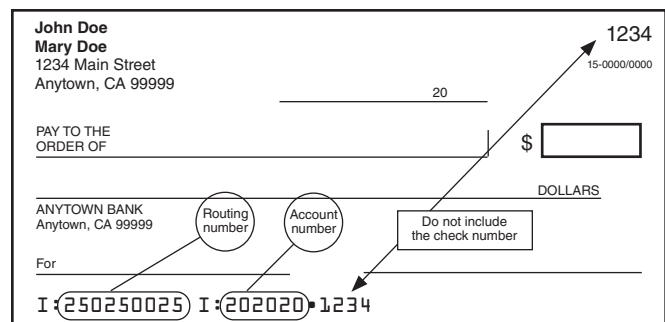 John Doe
Mary Doe
1234 Main Street
Anytown, CA 99999
1234
15-0000/0000
20
PAY TO THE
ORDER OF
$
DOLLARS
ANYTOWN BANK
Anytown, CA 99999
Routing
number
Account
number
Do not include
the check number
For
I:250250025 I:202020 1234